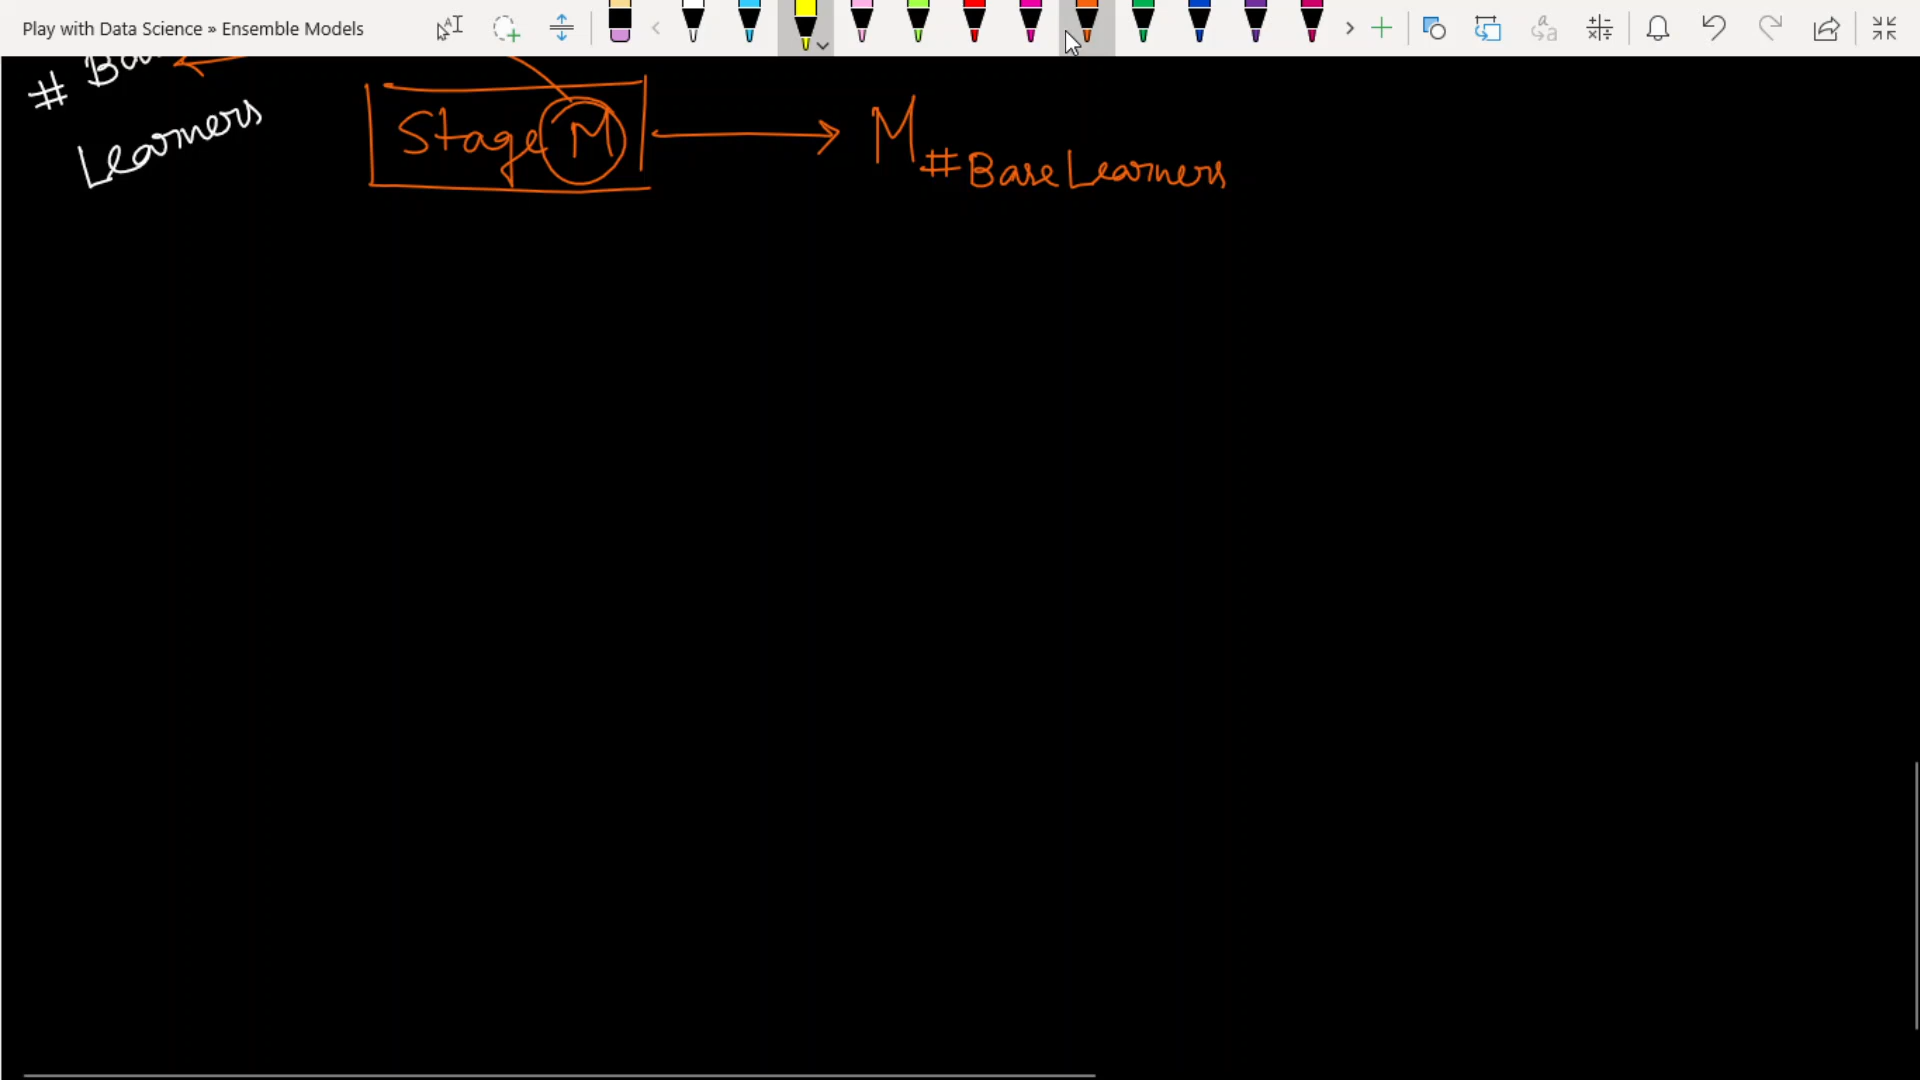 Play with Data Science » Ensemble Models
#
Learners
Stage M
M # Base Learners